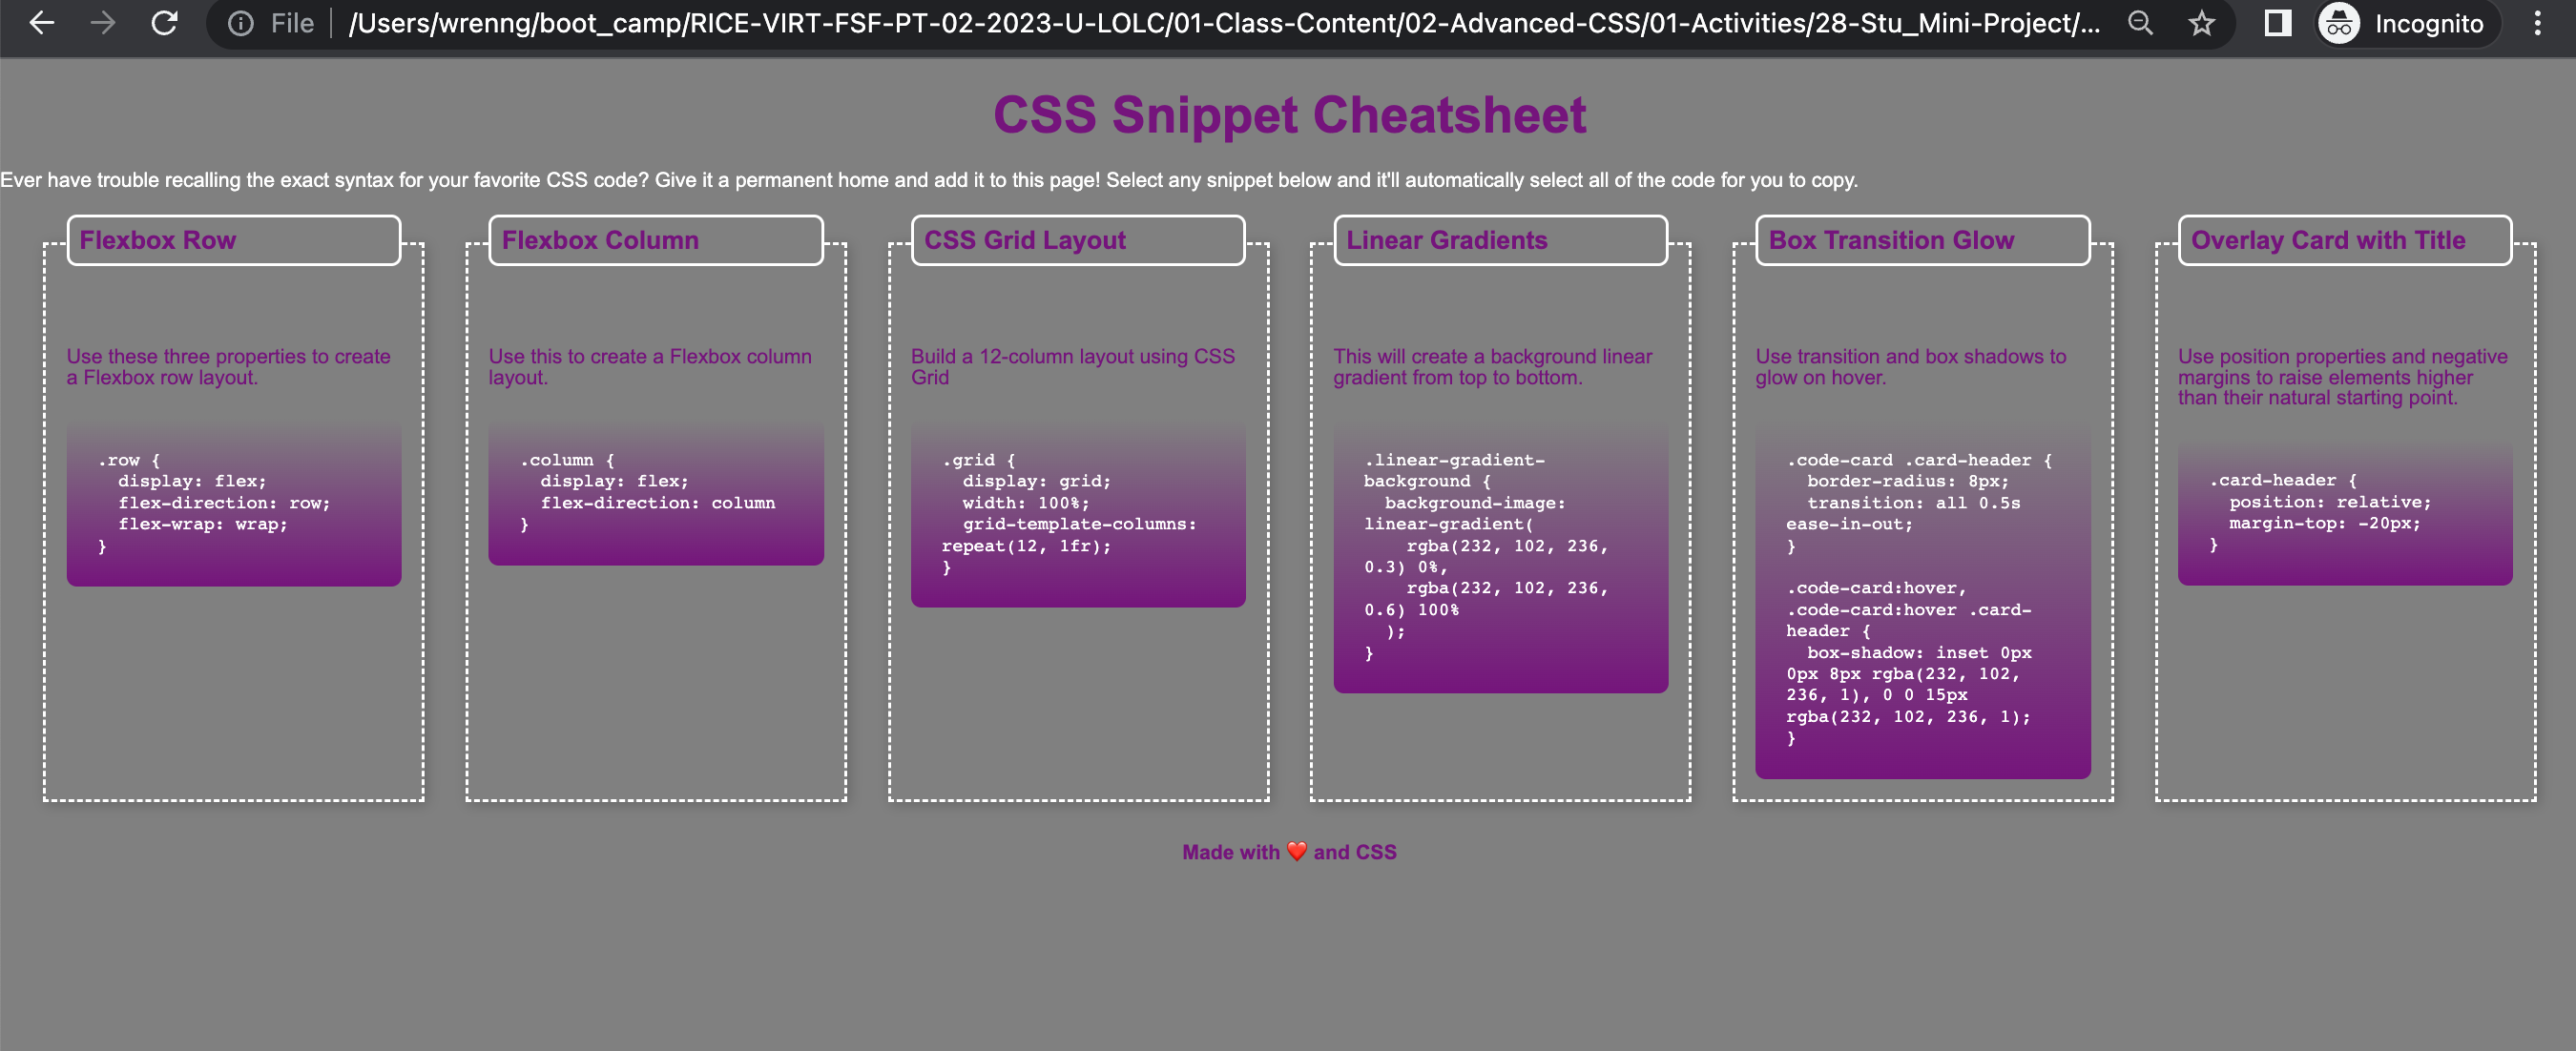 File
/Users/wrenng/boot_camp/RICE-VIRT-FSF-PT-02-2023-U-LOLC/01-Class-Content/02-Advanced-CSS/01-Activities/28-Stu_Mini-Project/...
Incognito
CSS Snippet Cheatsheet
Ever have trouble recalling the exact syntax for your favorite CSS code? Give it a permanent home and add it to this page! Select any snippet below and it'll automatically select all of the code for you to copy.
Flexbox Row
Use these three properties to create
a Flexbox row layout.
.row {
  display: flex;
  flex-direction: row;
  flex-wrap: wrap;
}
Flexbox Column
Use this to create a Flexbox column
layout.
.column {
  display: flex;
  flex-direction: column
}
CSS Grid Layout
Build a 12-column layout using CSS
Grid
.grid {
  display: grid;
  width: 100%;
  grid-template-columns:
repeat(12, 1fr);
}
Linear Gradients
This will create a background linear
gradient from top to bottom.
.linear-gradient-
background {
  background-image:
linear-gradient(
    rgba(232, 102, 236,
0.3) 0%,
    rgba(232, 102, 236,
0.6) 100%
  );
}
Box Transition Glow
Use transition and box shadows to
glow on hover.
.code-card .card-header {
  border-radius: 8px;
  transition: all 0.5s
ease-in-out;
}
.code-card:hover,
.code-card:hover .card-
header {
  box-shadow: inset 0px
0px 8px rgba(232, 102,
236, 1), 0 0 15px
rgba(232, 102, 236, 1);
}
Overlay Card with Title
Use position properties and negative
margins to raise elements higher
than their natural starting point.
.card-header {
  position: relative;
  margin-top: -20px;
}
Made with ❤️ and CSS